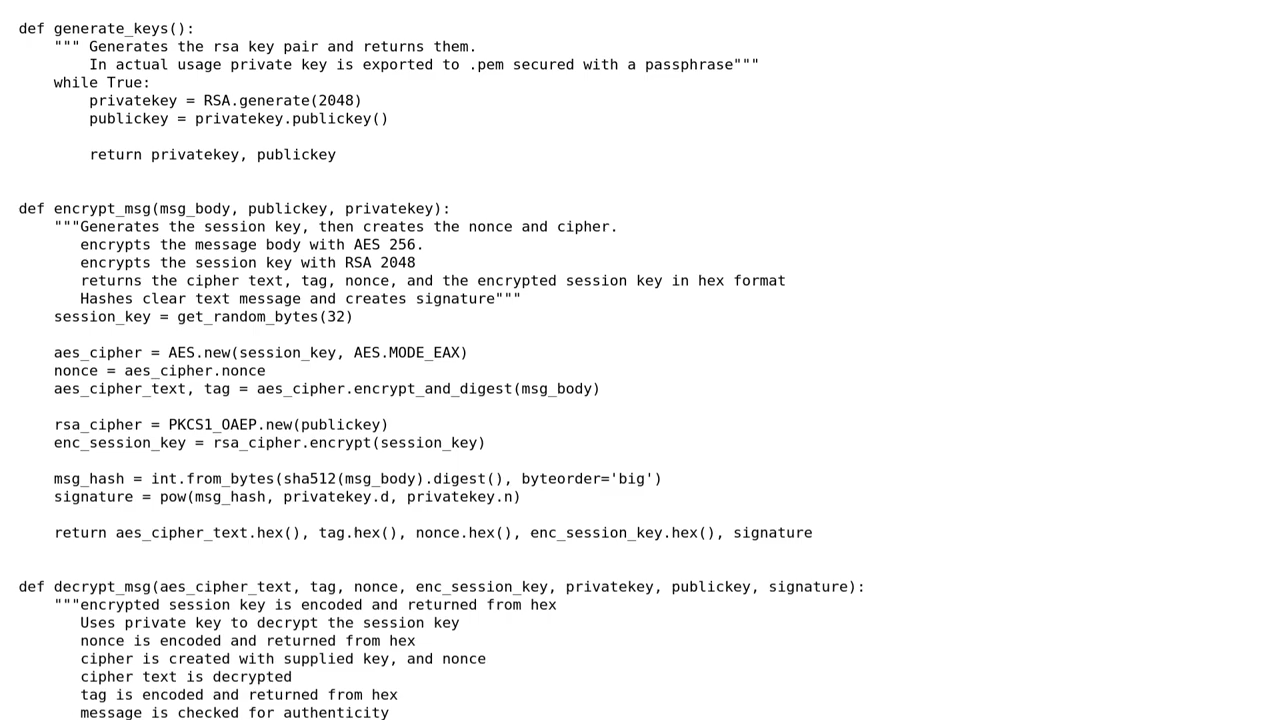 def generate_keys():
    """ Generates the rsa key pair and returns them.
        In actual usage private key is exported to .pem secured with a passphrase"""
    while True:
        privatekey = RSA.generate(2048)
        publickey = privatekey.publickey()

        return privatekey, publickey


def encrypt_msg(msg_body, publickey, privatekey):
    """Generates the session key, then creates the nonce and cipher.
       encrypts the message body with AES 256.
       encrypts the session key with RSA 2048
       returns the cipher text, tag, nonce, and the encrypted session key in hex format
       Hashes clear text message and creates signature"""
    session_key = get_random_bytes(32)

    aes_cipher = AES.new(session_key, AES.MODE_EAX)
    nonce = aes_cipher.nonce
    aes_cipher_text, tag = aes_cipher.encrypt_and_digest(msg_body)

    rsa_cipher = PKCS1_OAEP.new(publickey)
    enc_session_key = rsa_cipher.encrypt(session_key)

    msg_hash = int.from_bytes(sha512(msg_body).digest(), byteorder='big')
    signature = pow(msg_hash, privatekey.d, privatekey.n)

    return aes_cipher_text.hex(), tag.hex(), nonce.hex(), enc_session_key.hex(), signature


def decrypt_msg(aes_cipher_text, tag, nonce, enc_session_key, privatekey, publickey, signature):
    """encrypted session key is encoded and returned from hex
       Uses private key to decrypt the session key
       nonce is encoded and returned from hex
       cipher is created with supplied key, and nonce
       cipher text is decrypted
       tag is encoded and returned from hex
       message is checked for authenticity